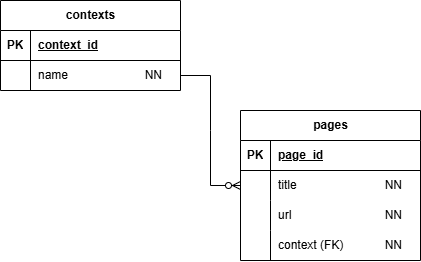 contexts
PK context_id
name NN
pages
PK page_id
title NN
url NN
context (FK) NN